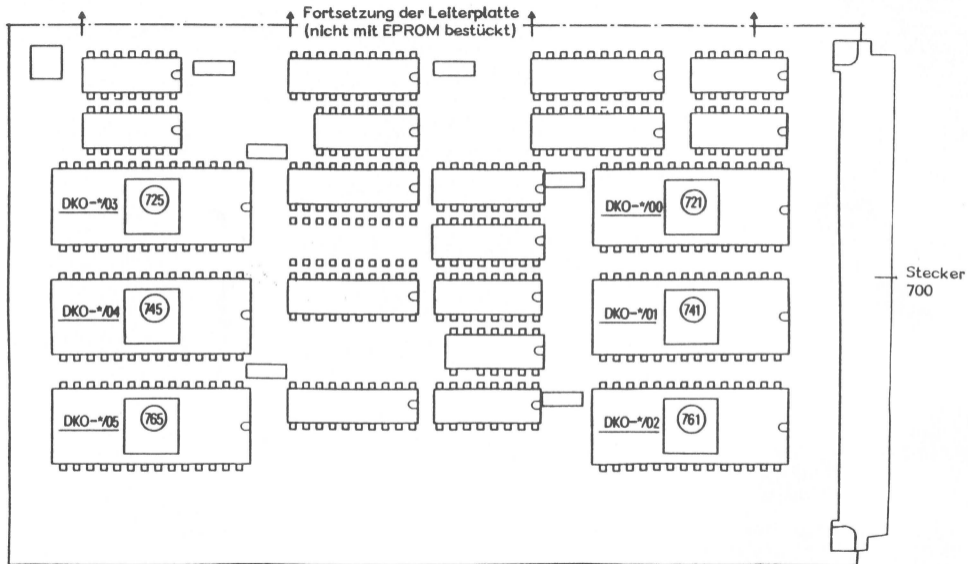 Fortsetzung der Leiterplatte
(nicht mit EPROM bestückt)
DKO-*/03 725
DKO-*/00 721
DKO-*/04 745
DKO-*/01 741
Stecker
700
DKO-*/05 765
DKO-*/02 761